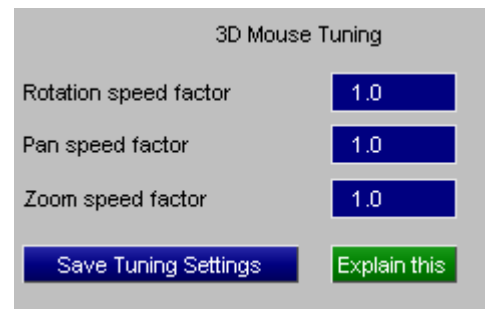 3D Mouse Tuning
Rotation speed factor 1.0
Pan speed factor 1.0
Zoom speed factor 1.0
Save Tuning Settings Explain this